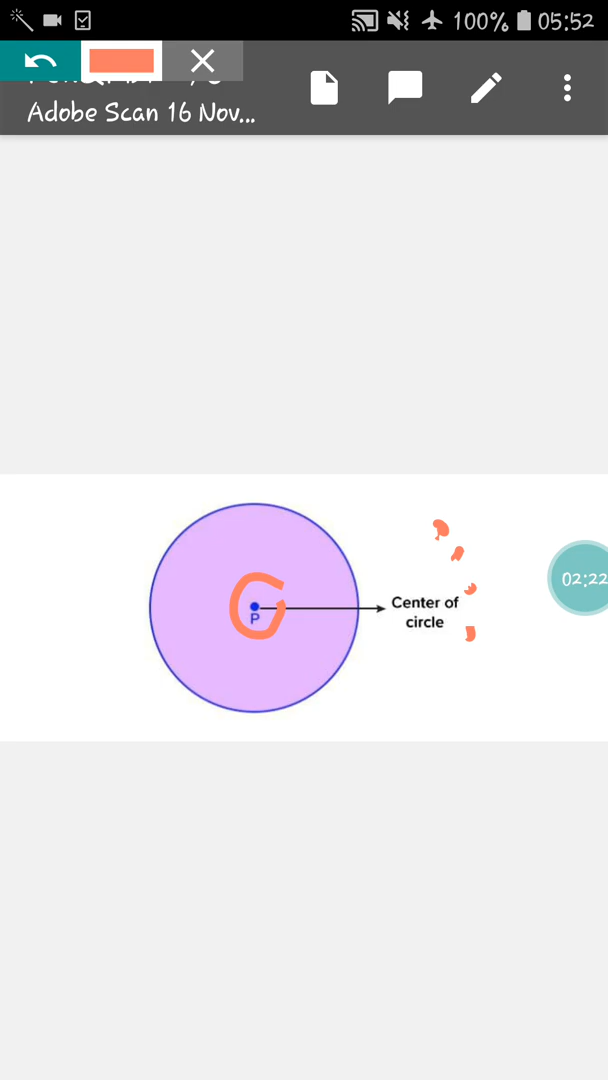 100% 05:52
Adobe Scan 16 Nov...
02:22
P
Center of
circle